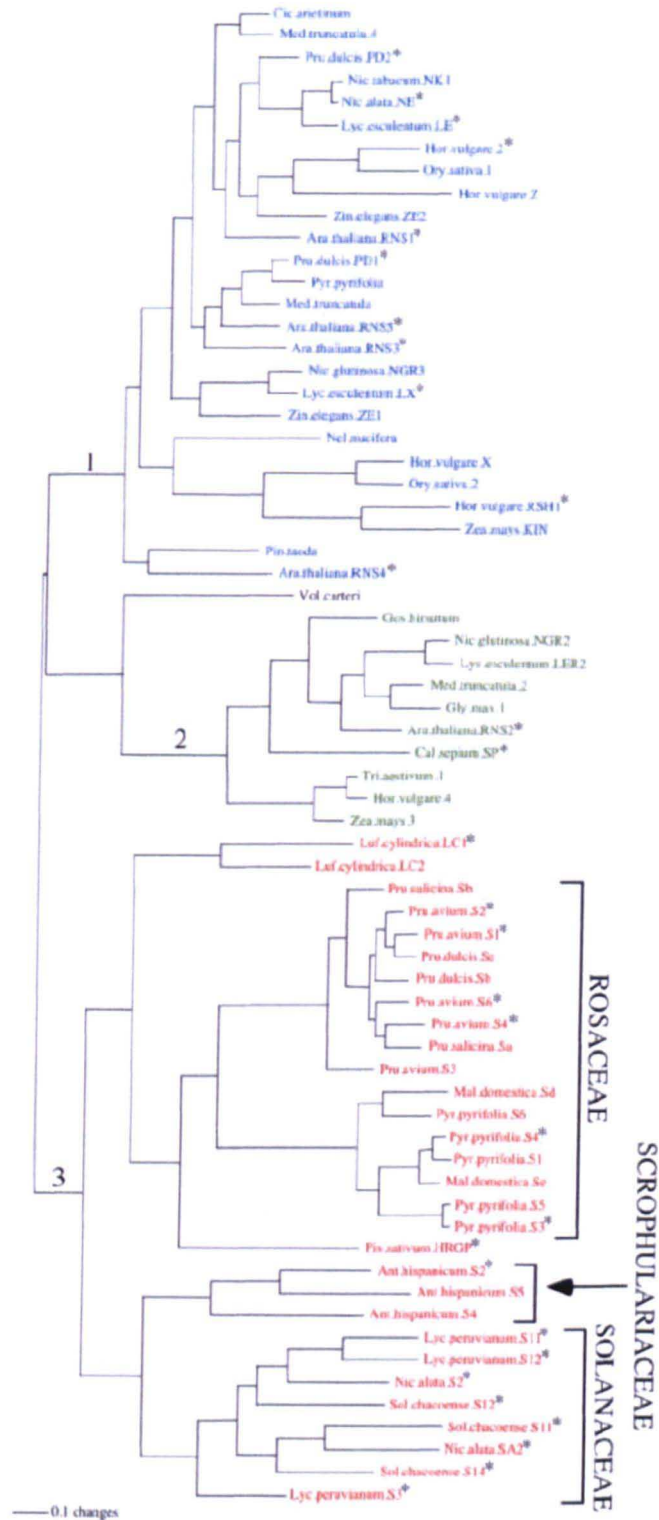 Cic.arietinum
Med.truncatula.4
Pru.dulcis.PD2*
Nic.tabacum.NK1
Nic.alata.NE*
Lyc.esculentum.LE*
Hor.vulgare.2*
Ory.sativa.1
Hor.vulgare.Z
Zin.elegans.ZE2
Ara.thaliana.RNS1*
Pru.dulcis.PD1*
Pyr.pyrifolia
Med.truncatula
Ara.thaliana.RNS5*
Ara.thaliana.RNS3*
Nic.glutinosa.NGR3
Lyc.esculentum.LX*
Zin.elegans.ZE1
Nel.nucifera
1
Hor.vulgare.X
Ory.sativa.2
Hor.vulgare.RSH1*
Zea.mays.KIN
Pin.taeda
Ara.thaliana.RNS4*
Vol.carteri
Gos.hirsutum
Nic.glutinosa.NGR2
Lyc.esculentum.LER2
Med.truncatula.2
Gly.max.1
Ara.thaliana.RNS2*
2
Cal.sepium.SP*
Tri.aestivum.1
Hor.vulgare.4
Zea.mays.3
Luf.cylindrica.LC1*
Luf.cylindrica.LC2
Pru.salicina.Sb
Pru.avium.S2*
Pru.avium.S1*
Pru.dulcis.Sc
Pru.dulcis.Sb
Pru.avium.S6*
Pru.avium.S4*
Pru.salicina.Sa
Pru.avium.S3
Mal.domestica.Sd
Pyr.pyrifolia.S6
Pyr.pyrifolia.S4*
Pyr.pyrifolia.S1
Mal.domestica.Se
Pyr.pyrifolia.S5
Pyr.pyrifolia.S3*
ROSACEAE
3
Pis.sativum.HRGP*
Ant.hispanicum.S2*
Ant.hispanicum.S5
Ant.hispanicum.S4
SCROPHULARIACEAE
Lyc.peruvianum.S11*
Lyc.peruvianum.S12*
Nic.alata.S2*
Sol.chacoense.S12*
Sol.chacoense.S11*
Nic.alata.SA2*
Sol.chacoense.S14*
Lyc.peruvianum.S3*
SOLANACEAE
0.1 changes